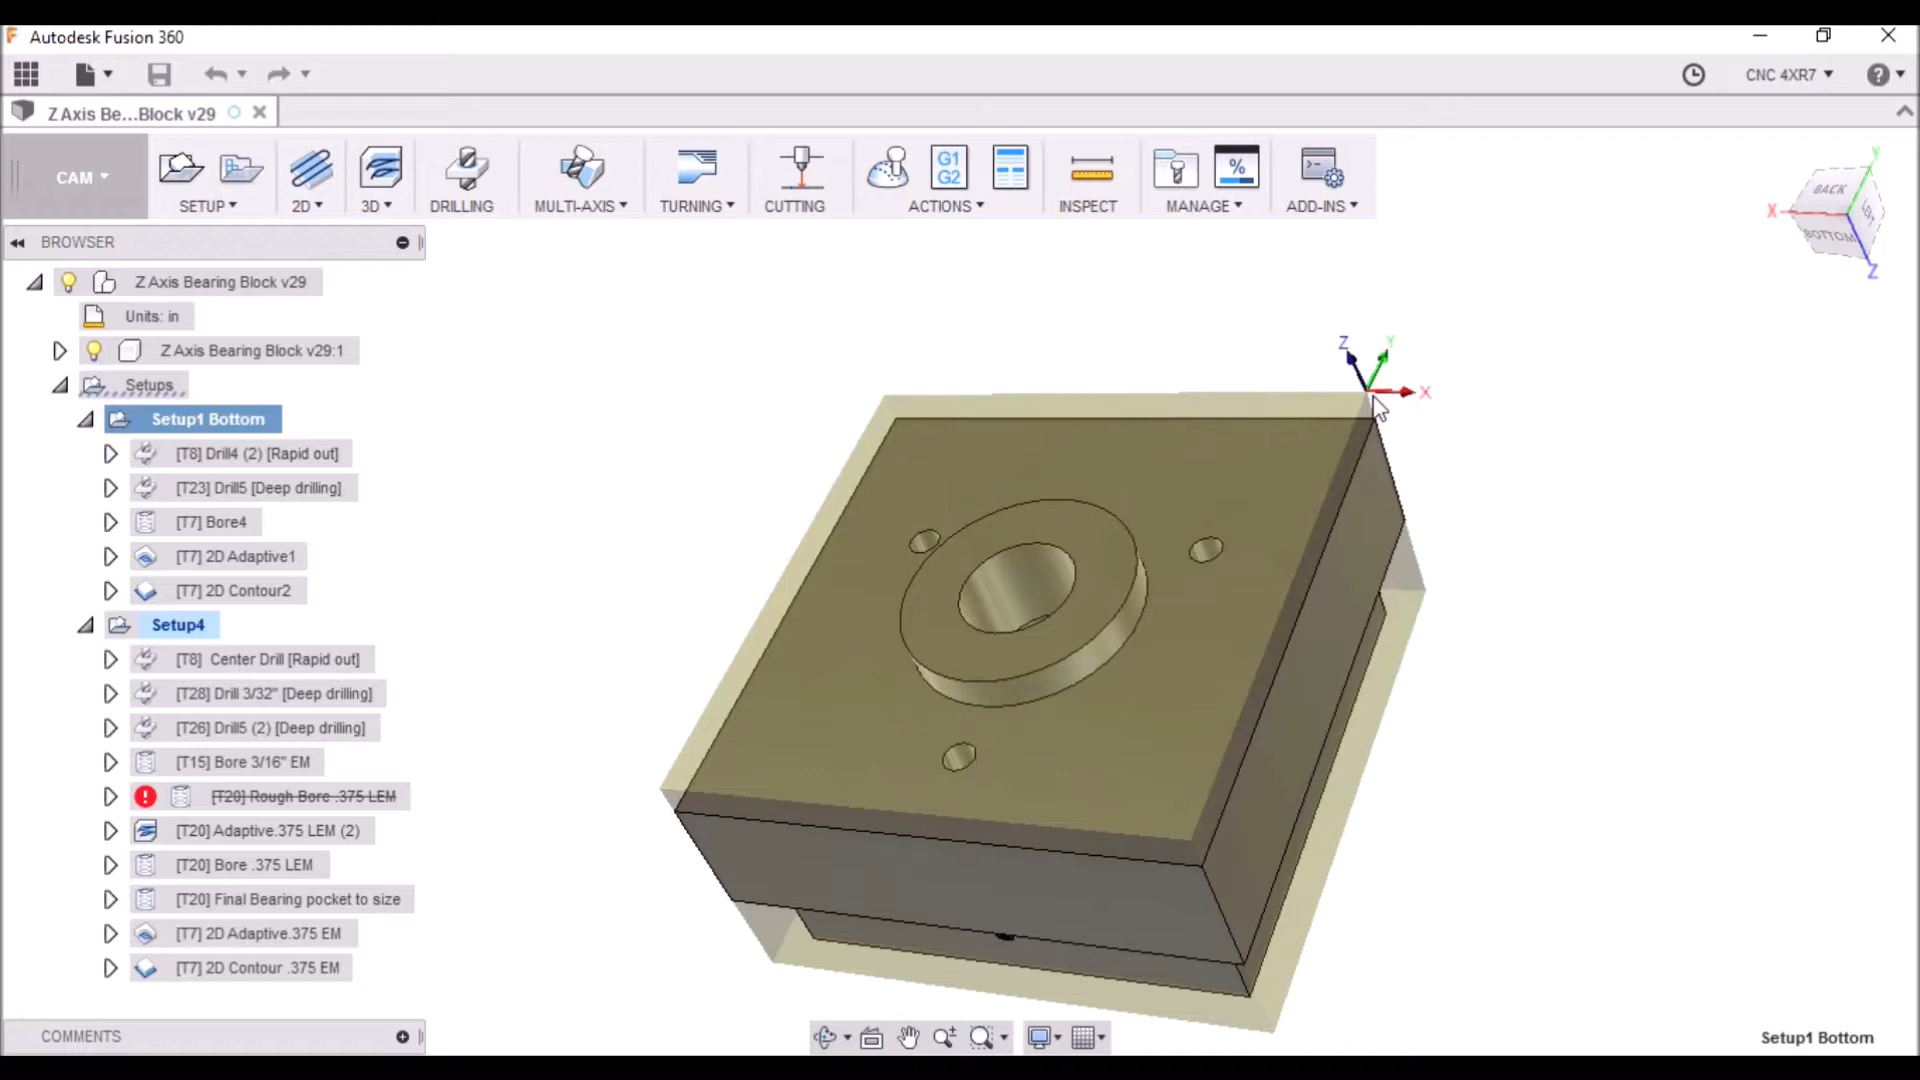 Autodesk Fusion 360
CNC 4XR7
Z Axis Be...Block v29
CAM
SETUP
2D
3D
DRILLING
MULTI-AXIS
TURNING
CUTTING
G1
G2
ACTIONS
INSPECT
%
MANAGE
ADD-INS
BROWSER
Z Axis Bearing Block v29
Units: in
Z Axis Bearing Block v29:1
Setups
Setup1 Bottom
[T8] Drill4 (2) [Rapid out]
[T23] Drill5 [Deep drilling]
[T7] Bore4
[T7] 2D Adaptive1
[T7] 2D Contour2
Setup4
[T8] Center Drill [Rapid out]
[T28] Drill 3/32" [Deep drilling]
[T26] Drill5 (2) [Deep drilling]
[T15] Bore 3/16" EM
[T20] Rough Bore .375 LEM
[T20] Adaptive.375 LEM (2)
[T20] Bore .375 LEM
[T20] Final Bearing pocket to size
[T7] 2D Adaptive.375 EM
[T7] 2D Contour .375 EM
COMMENTS
Y
BACK
X
LEFT
BOTTOM
Z
Z
Y
X
Setup1 Bottom